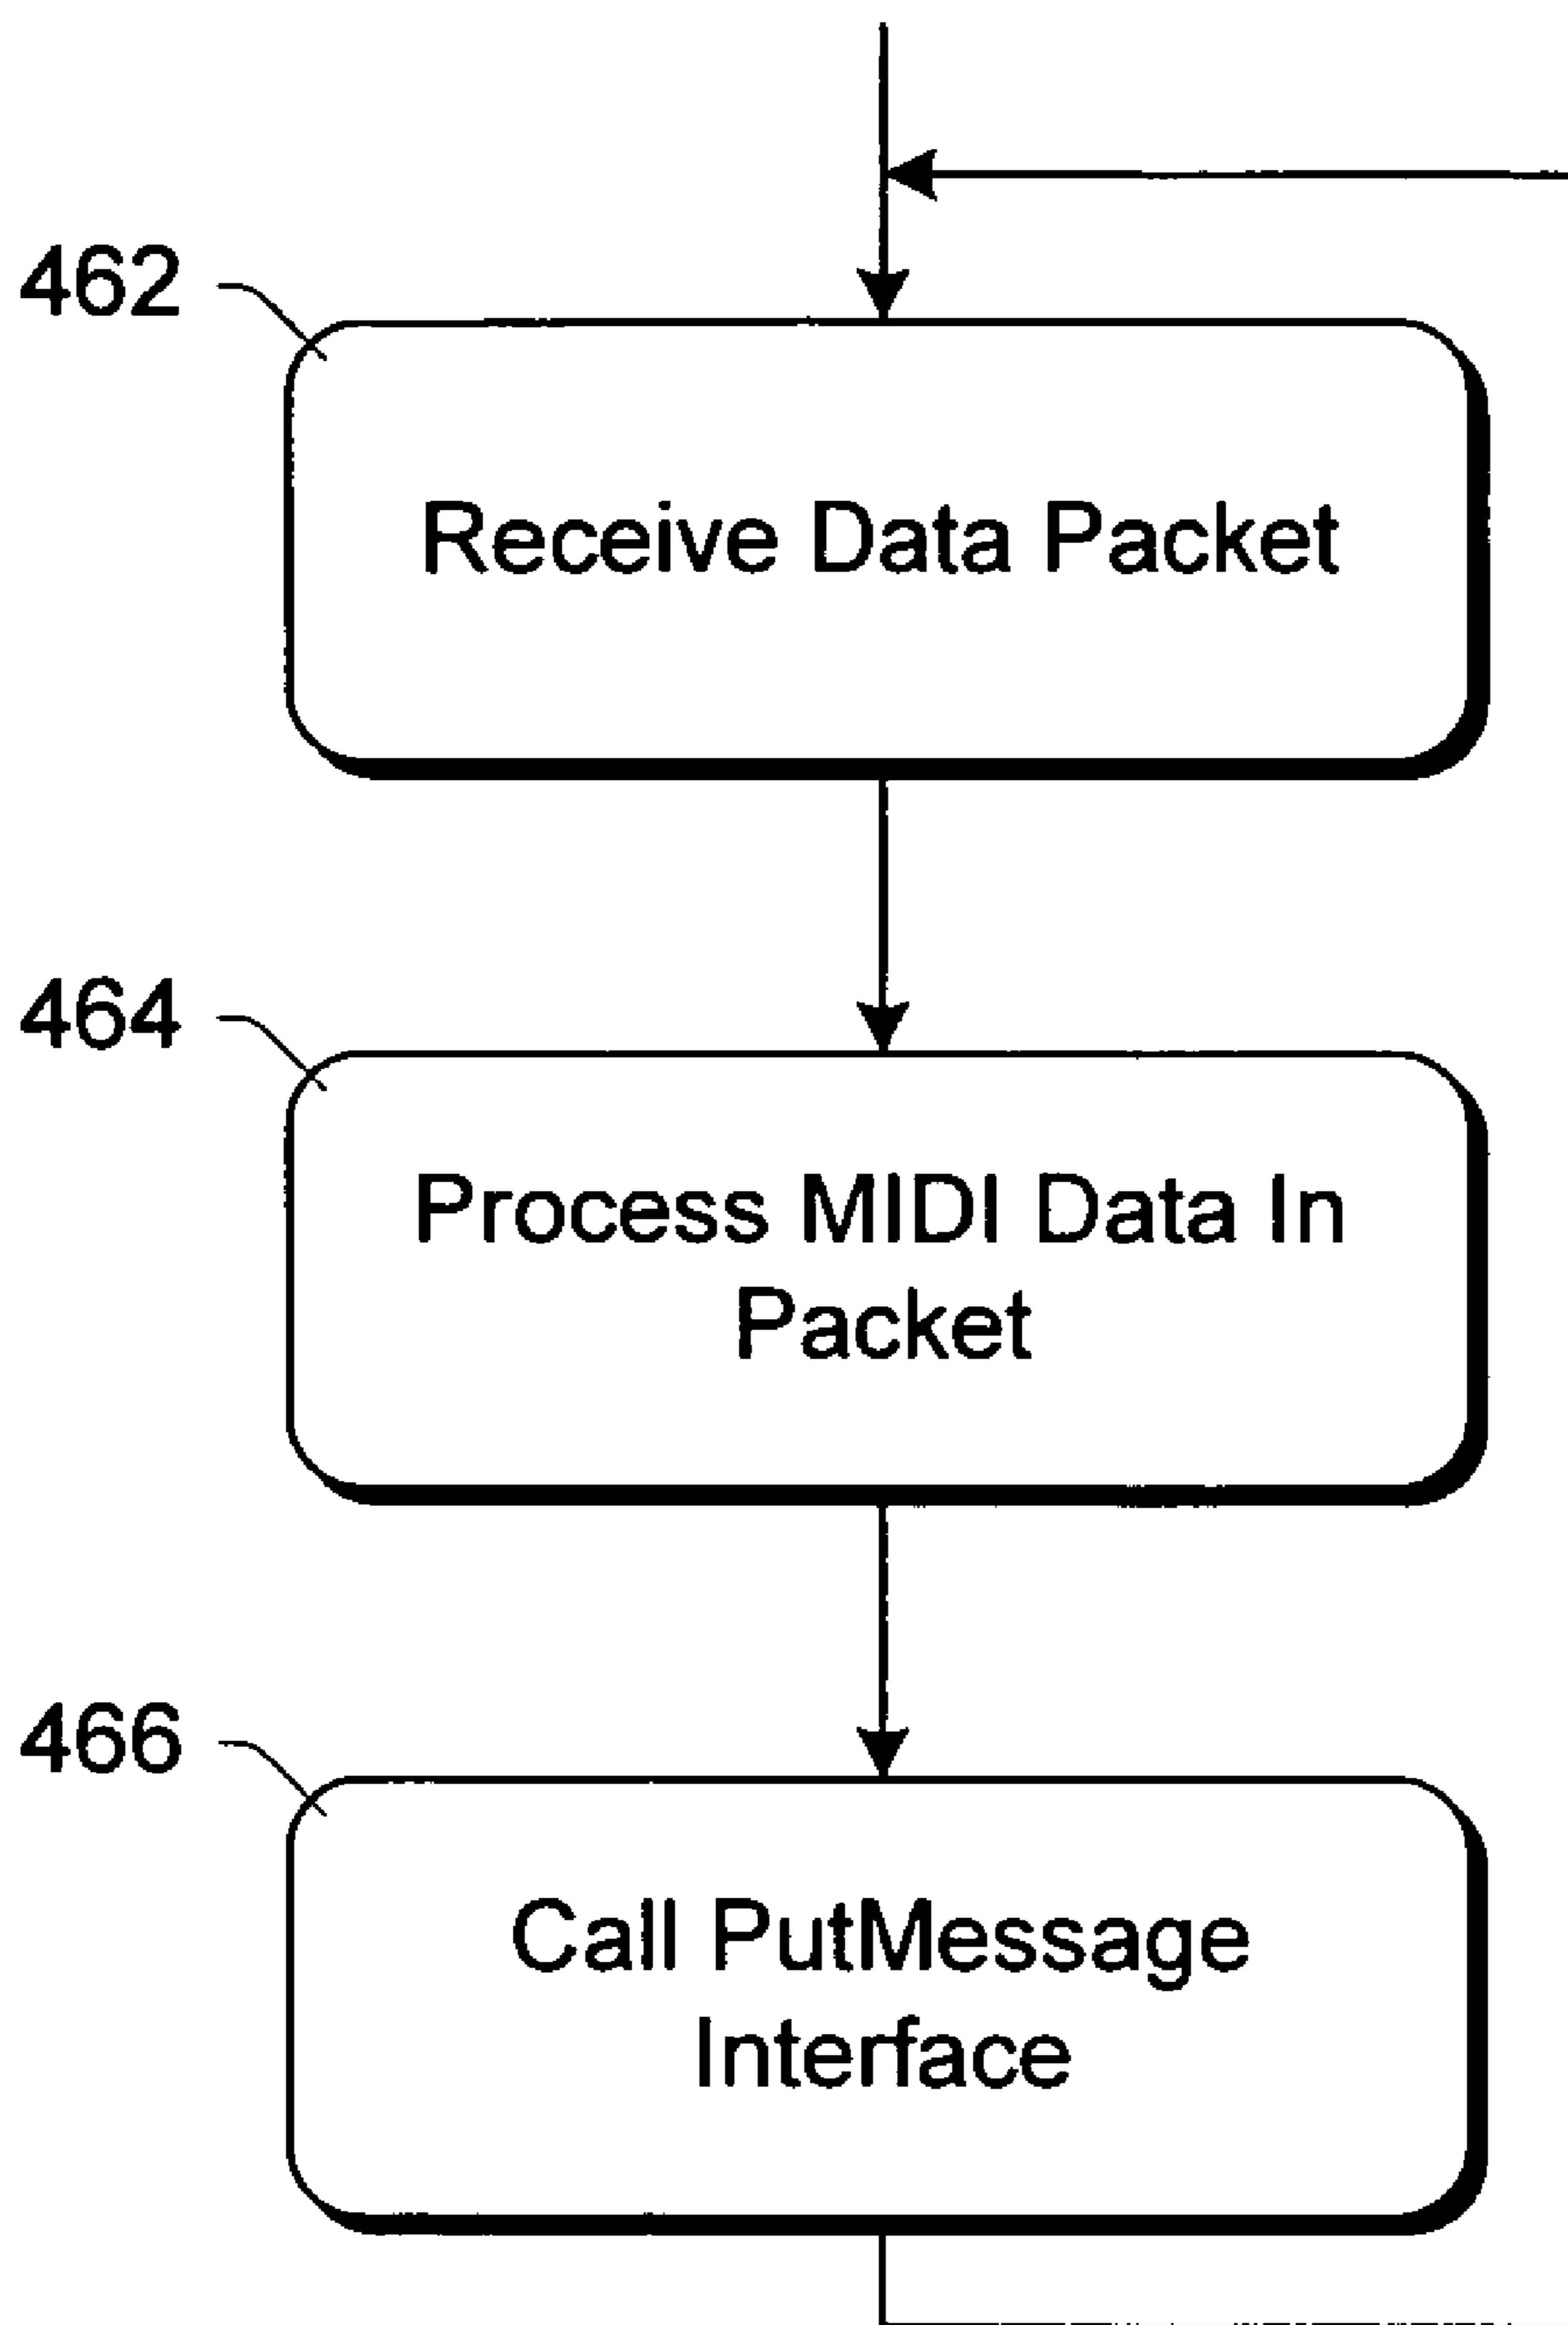 462
Receive Data Packet
464
Process MIDI Data In
Packet
466
Call PutMessage
Interface